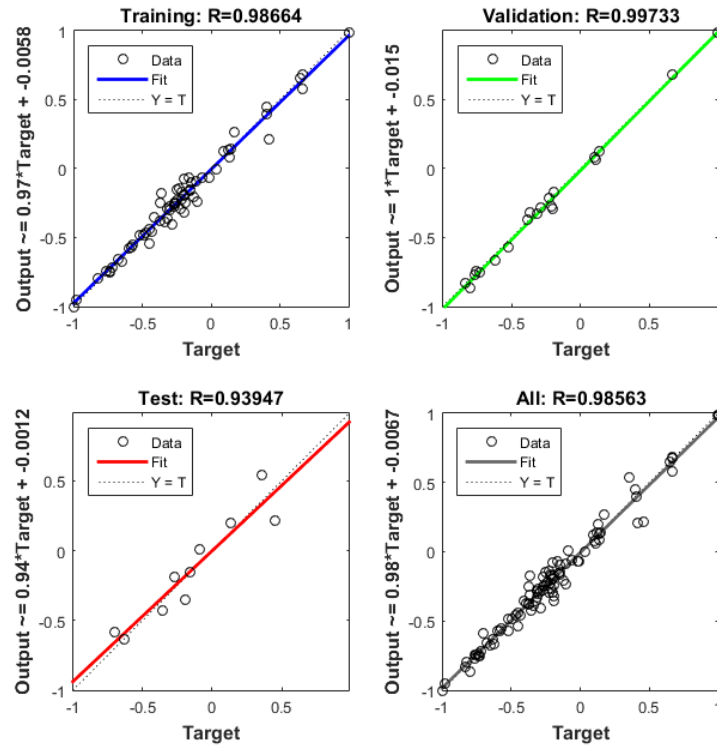 Training: R=0.98664
Output ~= 0.97*Target + -0.0058
1
0.5
0
-0.5
-1
Data
Fit
Y = T
-1 -0.5 0 0.5 1
Target
Validation: R=0.99733
Output ~= 1*Target + -0.015
1
0.5
0
-0.5
-1
Data
Fit
Y = T
-1 -0.5 0 0.5 1
Target
Test: R=0.93947
Output ~= 0.94*Target + -0.0012
0.5
0
-0.5
-1
Data
Fit
Y = T
-1 -0.5 0 0.5
Target
All: R=0.98563
Output ~= 0.98*Target + -0.0067
1
0.5
0
-0.5
-1
Data
Fit
Y = T
-1 -0.5 0 0.5 1
Target